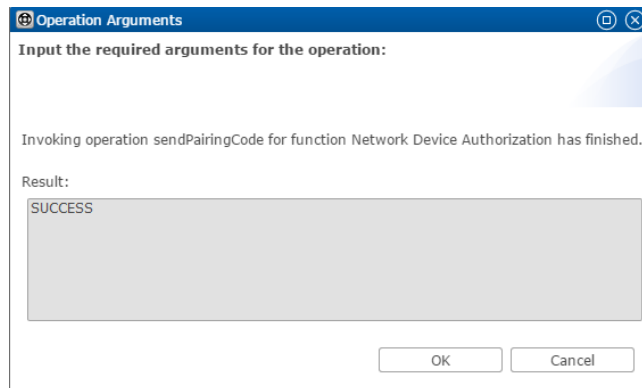 Operation Arguments
Input the required arguments for the operation:
Invoking operation sendPairingCode for function Network Device Authorization has finished.
Result:
SUCCESS
OK
Cancel